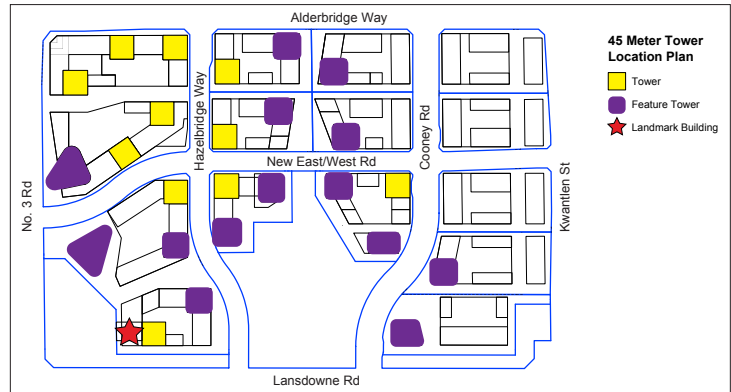 Alderbridge Way
45 Meter Tower
Location Plan
Tower
Feature Tower
Landmark Building
Hazelbridge Way
Cooney Rd
New East/West Rd
No. 3 Rd
Kwantlen St
Lansdowne Rd